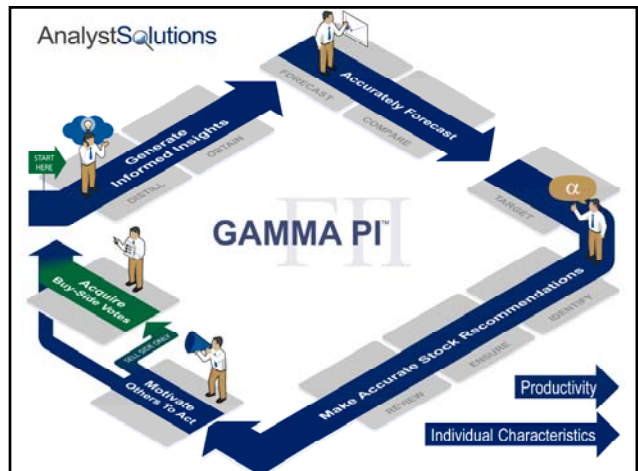 AnalystSolutions
START
HERE
Generate
Informed Insights
DISTILL
OBTAIN
FORECAST
COMPARE
Accurately Forecast
TARGET
α
GAMMA PI™
ΓΠ
Make Accurate Stock Recommendations
IDENTIFY
ENSURE
REVIEW
Acquire
Buy-Side Votes
SELL SIDE ONLY
Motivate
Others To Act
Productivity
Individual Characteristics